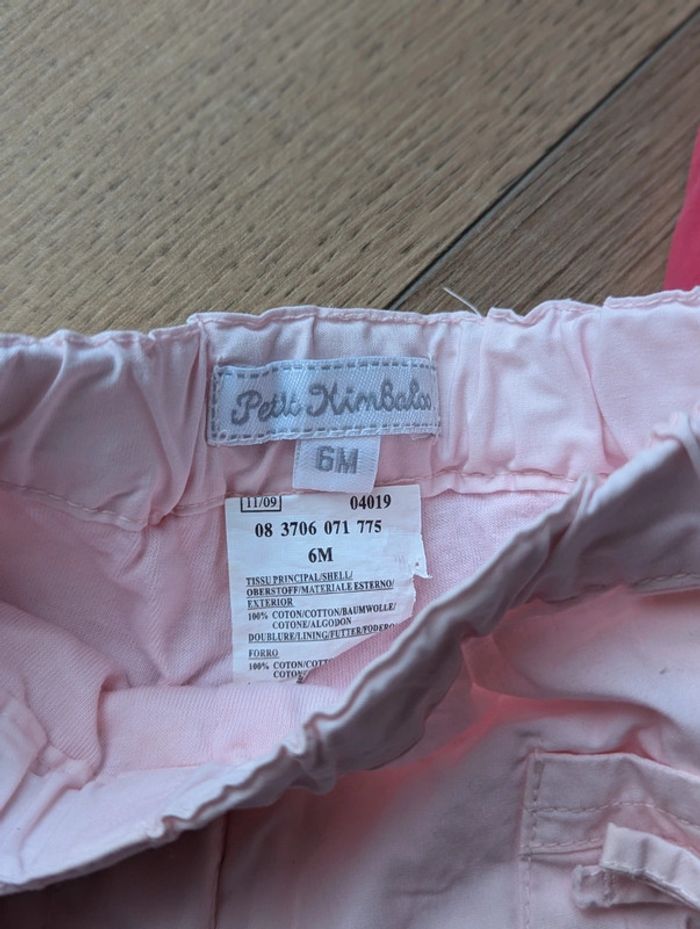 Petit Kimbaloo
6M
11/09 04019
08 3706 071 775
6M
TISSU PRINCIPAL/SHELL/
OBERSTOFF/MATERIALE ESTERNO/
EXTERIOR
100% COTON/COTTON/BAUMWOLLE/
COTONE/ALGODON
DOUBLURE/LINING/FUTTER/FODERO
FORRO
100% COTON/COTT
COTON